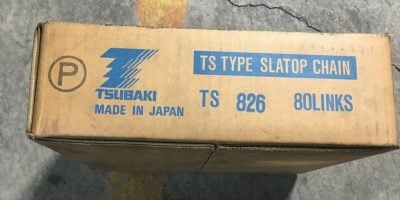 P
TSUBAKI
MADE IN JAPAN
TS TYPE SLATOP CHAIN
TS 826 80LINKS